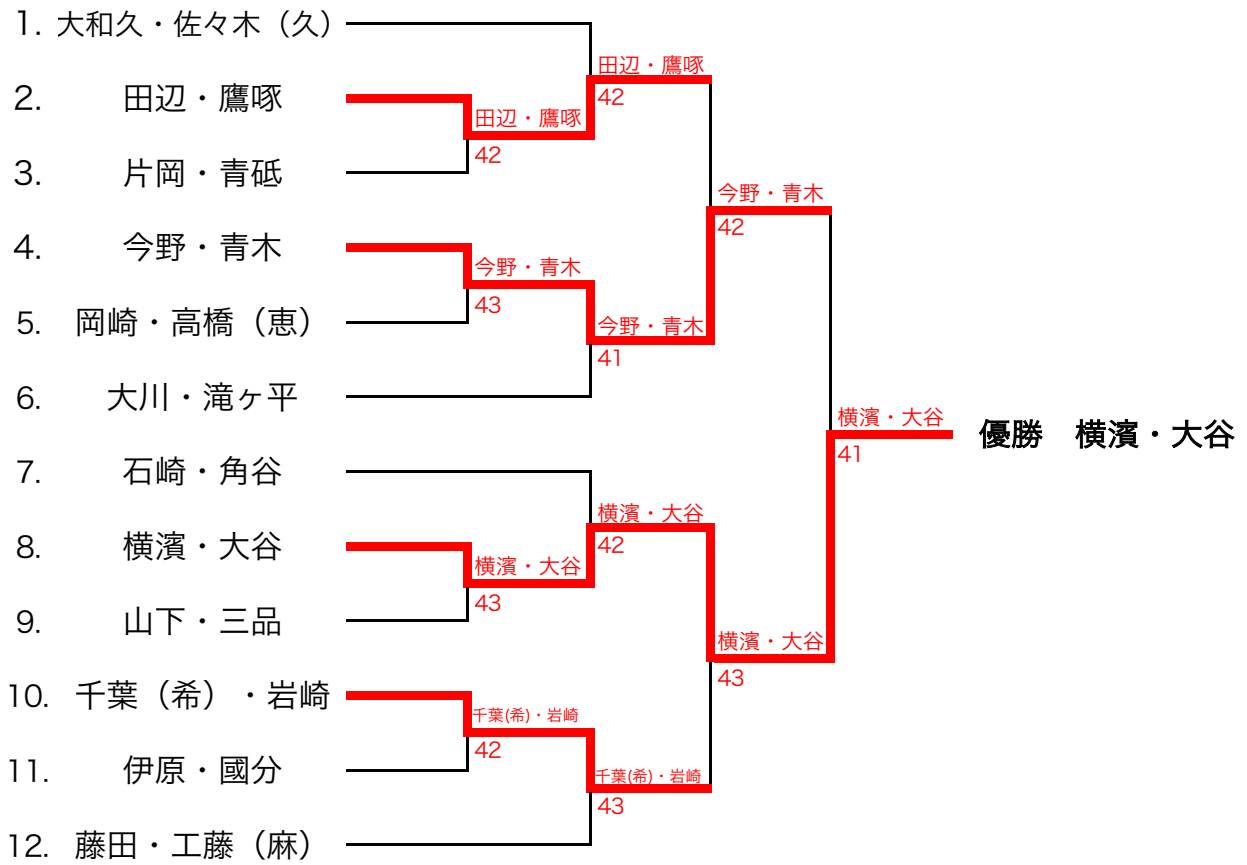 1. 大和久・佐々木（久）
田辺・鷹啄
42
2. 田辺・鷹啄
田辺・鷹啄
42
3. 片岡・青砥
今野・青木
42
4. 今野・青木
今野・青木
43
5. 岡崎・高橋（恵）
今野・青木
41
6. 大川・滝ヶ平
横濱・大谷
41
優勝　横濱・大谷
7. 石崎・角谷
横濱・大谷
42
8. 横濱・大谷
横濱・大谷
43
9. 山下・三品
横濱・大谷
43
10. 千葉（希）・岩崎
千葉(希)・岩崎
42
11. 伊原・國分
千葉(希)・岩崎
43
12. 藤田・工藤（麻）